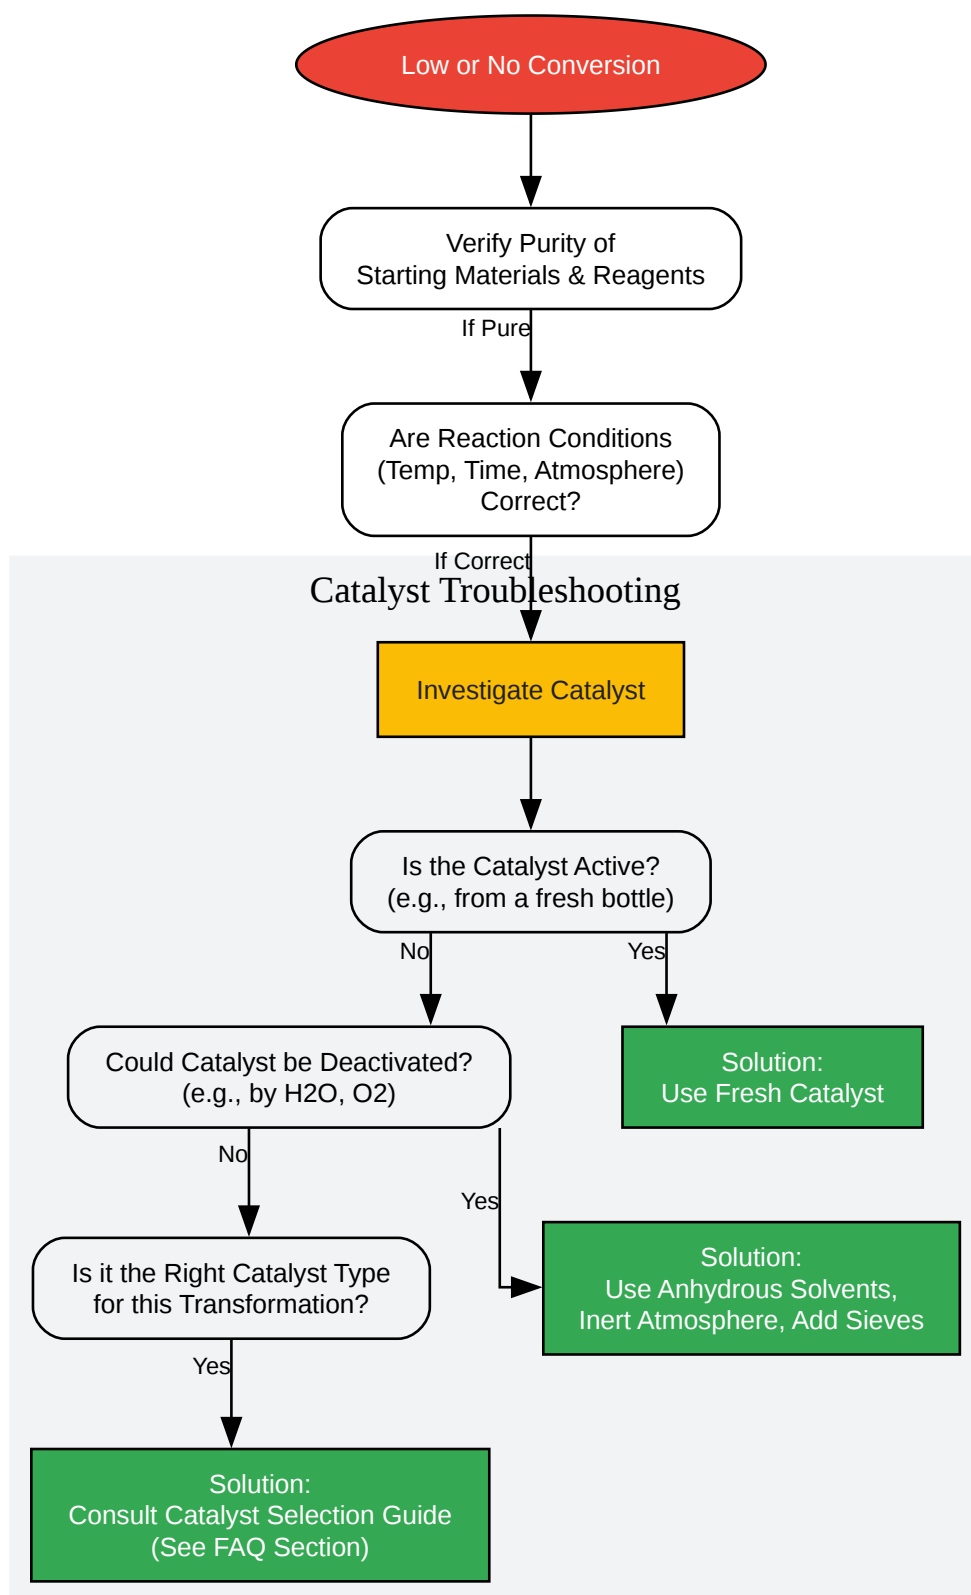 Low or No Conversion
Verify Purity of
Starting Materials & Reagents
If Pure
Are Reaction Conditions
(Temp, Time, Atmosphere)
Correct?
If Correct
Catalyst Troubleshooting
Investigate Catalyst
Is the Catalyst Active?
(e.g., from a fresh bottle)
No
Yes
Could Catalyst be Deactivated?
(e.g., by H2O, O2)
Solution:
Use Fresh Catalyst
No
Yes
Is it the Right Catalyst Type
for this Transformation?
Solution:
Use Anhydrous Solvents,
Inert Atmosphere, Add Sieves
Yes
Solution:
Consult Catalyst Selection Guide
(See FAQ Section)